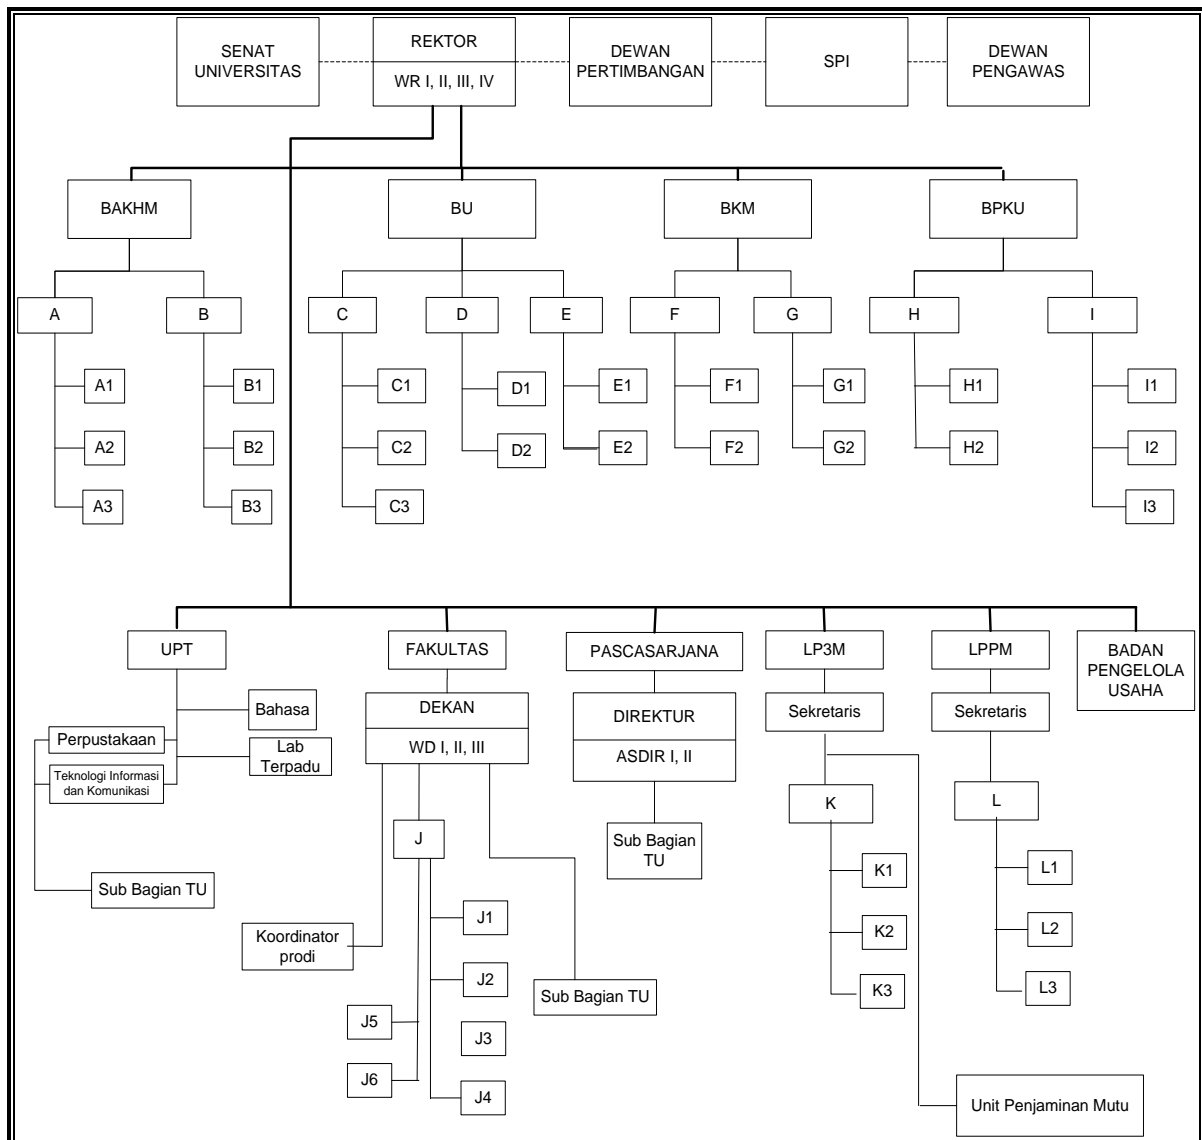 SENAT
UNIVERSITAS
REKTOR
WR I, II, III, IV
DEWAN
PERTIMBANGAN
SPI
DEWAN
PENGAWAS
BAKHM
BU
BKM
BPKU
A
B
C
D
E
F
G
H
I
A1
B1
C1
D1
E1
F1
G1
H1
I1
A2
B2
C2
D2
E2
F2
G2
H2
I2
A3
B3
C3
I3
UPT
FAKULTAS
PASCASARJANA
LP3M
LPPM
BADAN
PENGELOLA
USAHA
Bahasa
Perpustakaan
Lab
Terpadu
Teknologi Informasi
dan Komunikasi
Sub Bagian TU
DEKAN
WD I, II, III
J
J1
Koordinator
prodi
J2
J5
J3
J6
J4
Sub Bagian TU
DIREKTUR
ASDIR I, II
Sub Bagian
TU
Sekretaris
K
K1
K2
K3
Sekretaris
L
L1
L2
L3
Unit Penjaminan Mutu